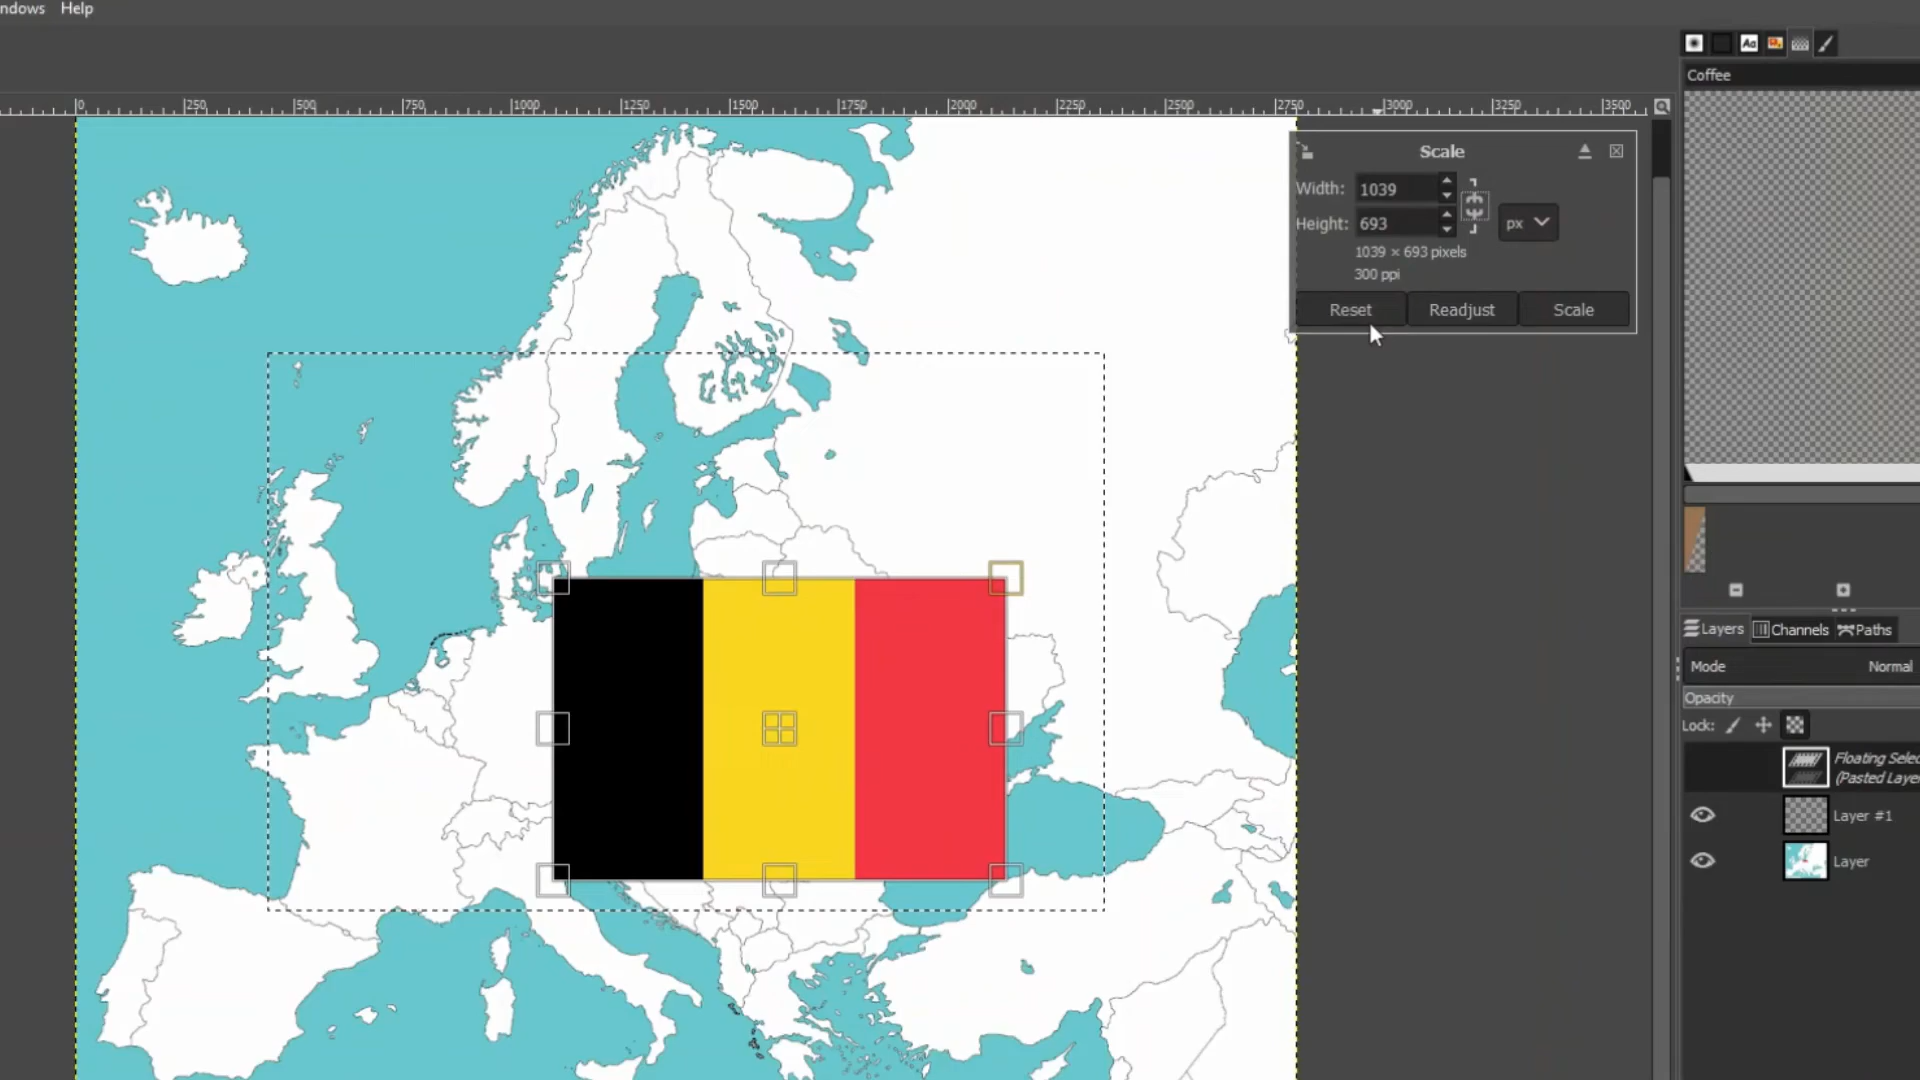 ndows Help
0 250 500 750 1000 1250 1500 1750 2000 2250 2500 2750 3000 3250 3500
Aa
Coffee
Scale
Width: 1039
Height: 693
px
1039 × 693 pixels
300 ppi
Reset Readjust Scale
Layers Channels Paths
Mode Normal
Opacity
Lock:
Floating Selec
(Pasted Layer
Layer #1
Layer